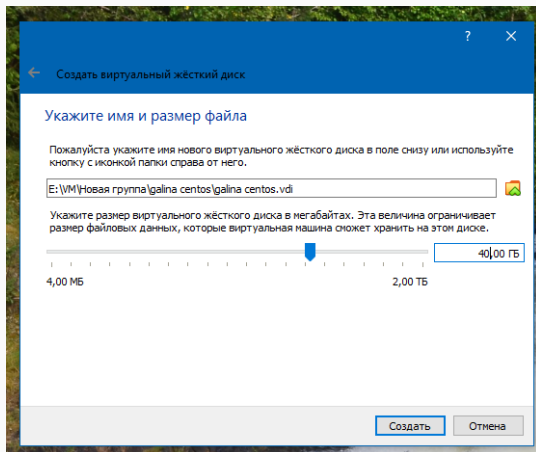 ?
Создать виртуальный жёсткий диск
Укажите имя и размер файла
Пожалуйста укажите имя нового виртуального жёсткого диска в поле снизу или используйте
кнопку с иконкой папки справа от него.
E:\VM\Новая группа\galina centos\galina centos.vdi
Укажите размер виртуального жёсткого диска в мегабайтах. Эта величина ограничивает
размер файловых данных, которые виртуальная машина сможет хранить на этом диске.
40,00 ГБ
4,00 МБ 2,00 ТБ
Создать Отмена